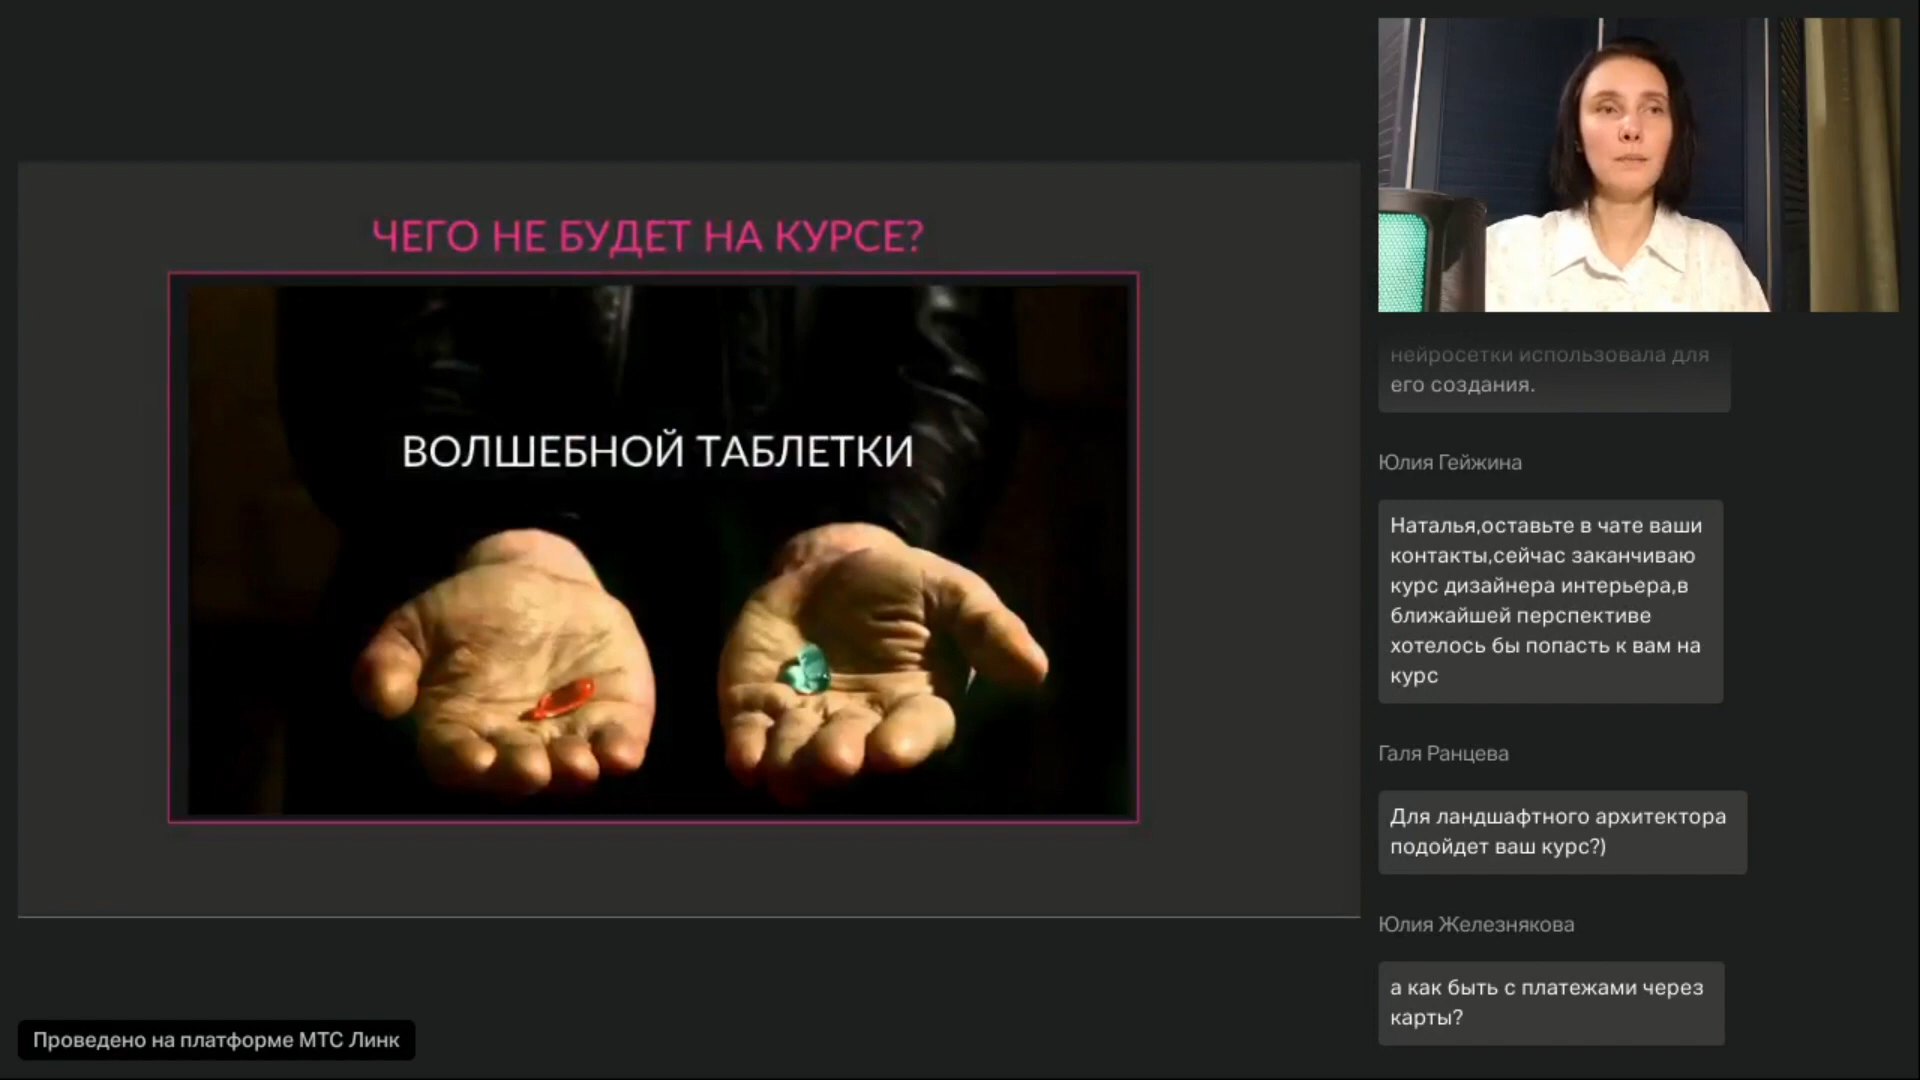 ЧЕГО НЕ БУДЕТ НА КУРСЕ?
ВОЛШЕБНОЙ ТАБЛЕТКИ
нейросетки использовала для
его создания.
Юлия Гейжина
Наталья,оставьте в чате ваши
контакты,сейчас заканчиваю
курс дизайнера интерьера,в
ближайшей перспективе
хотелось бы попасть к вам на
курс
Галя Ранцева
Для ландшафтного архитектора
подойдет ваш курс?)
Юлия Железнякова
а как быть с платежами через
карты?
Проведено на платформе МТС Линк